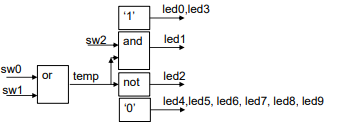 ‘1’ led0,led3
sw2 and led1
sw0 or temp not led2
sw1
‘0’ led4,led5, led6, led7, led8, led9